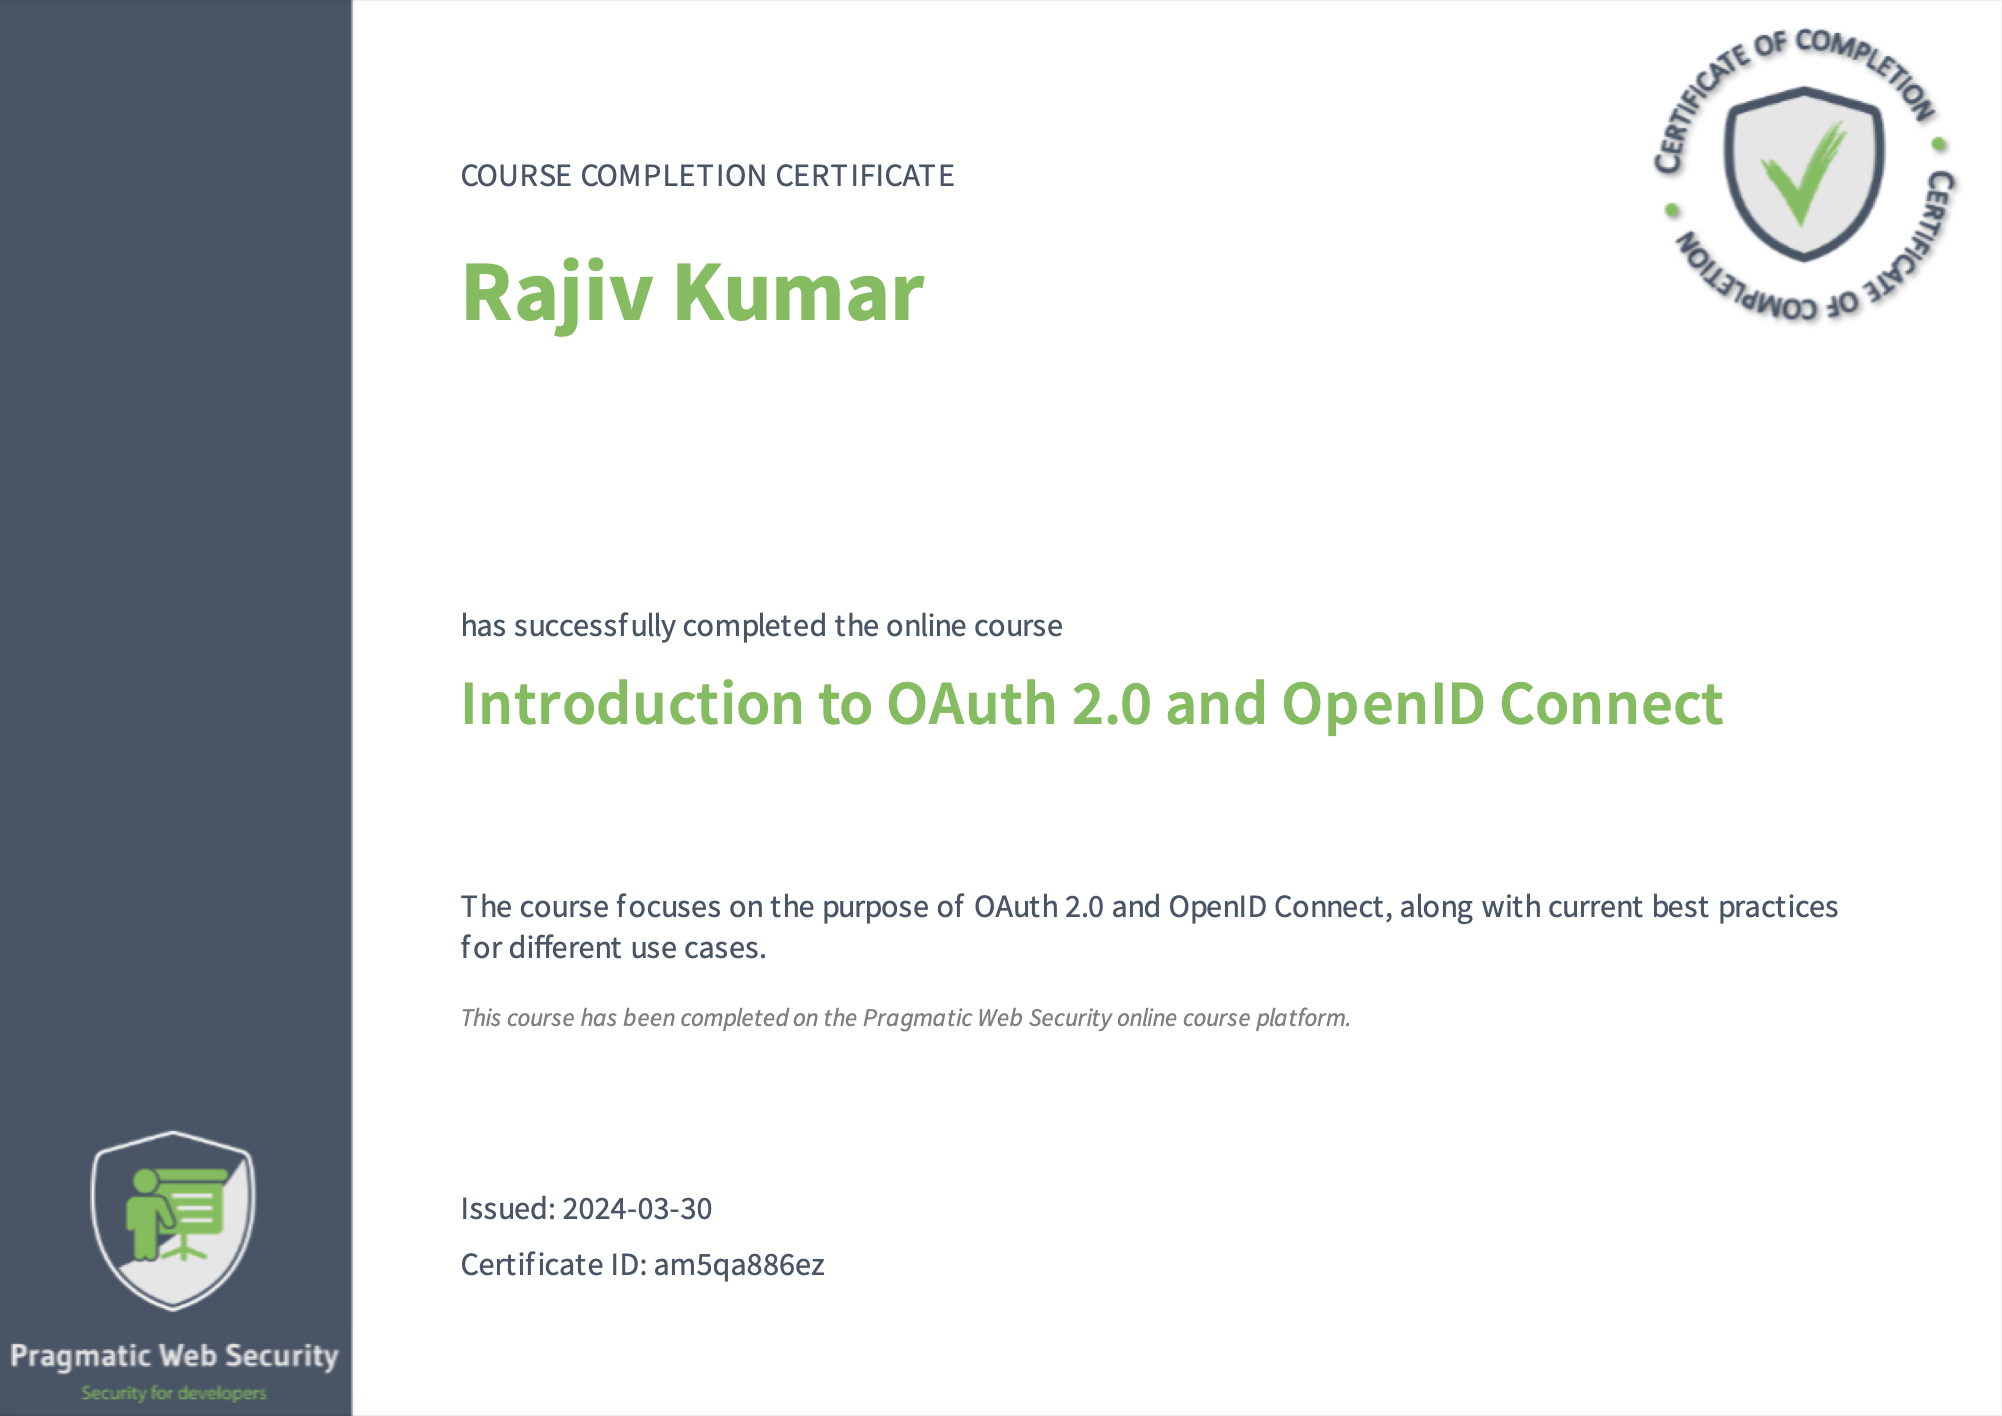 CERTIFICATE OF COMPLETION • CERTIFICATE OF COMPLETION •
COURSE COMPLETION CERTIFICATE
Rajiv Kumar
has successfully completed the online course
Introduction to OAuth 2.0 and OpenID Connect
The course focuses on the purpose of OAuth 2.0 and OpenID Connect, along with current best practices
for different use cases.
This course has been completed on the Pragmatic Web Security online course platform.
Issued: 2024-03-30
Certificate ID: am5qa886ez
Pragmatic Web Security
Security for developers